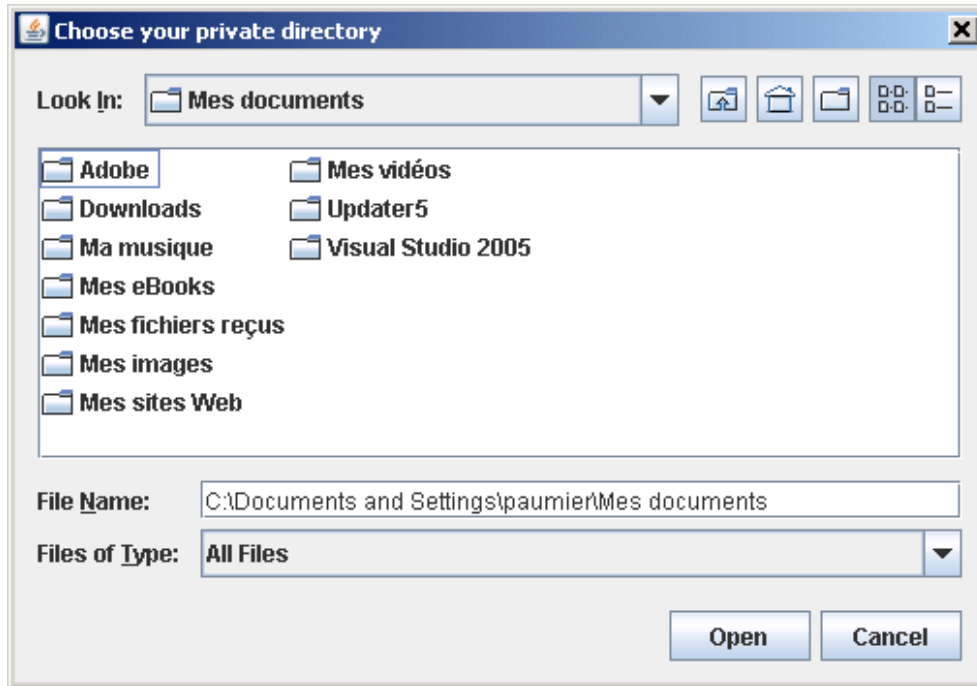 Choose your private directory
Look In: Mes documents
Adobe
Downloads
Ma musique
Mes eBooks
Mes fichiers reçus
Mes images
Mes sites Web
Mes vidéos
Updater5
Visual Studio 2005
File Name: C:\Documents and Settings\paumier\Mes documents
Files of Type: All Files
Open Cancel